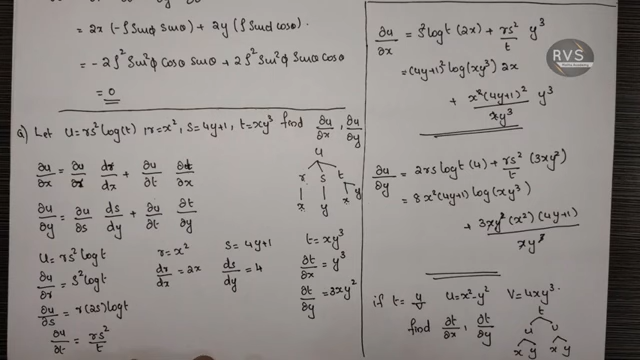 = 2x (-ρ sinϕ sinθ) + 2y (ρ sinϕ cosθ).
= -2ρ² sin²ϕ cosθ sinθ + 2ρ² sin²ϕ sinθ cosθ
= 0
Q) Let u = rs² log(t), r = x², s = 4y+1, t = xy³ find ∂u/∂x, ∂u/∂y
∂u/∂x = ∂u/∂r dr/dx + ∂u/∂t ∂t/∂x
∂u/∂y = ∂u/∂s ds/dy + ∂u/∂t ∂t/∂y
u
r s t
x y x y
u = rs² log t
∂u/∂r = s² log t
∂u/∂s = r(2s) log t
∂u/∂t = rs²/t
r = x²
dr/dx = 2x
s = 4y+1
ds/dy = 4
t = xy³
∂t/∂x = y³
∂t/∂y = 3xy²
∂u/∂x = s² log t (2x) + rs²/t y³
= (4y+1)² log(xy³) 2x
+ x²(4y+1)²/xy³ y³
RVS
∂u/∂y = 2rs log t (4) + rs²/t (3xy²)
= 8x²(4y+1) log(xy³)
+ 3xy²(x²)(4y+1)/xy³
if t = y/ u = x²-y² v = 4xy³.
find ∂t/∂x, ∂t/∂y
t
u v
x y x y